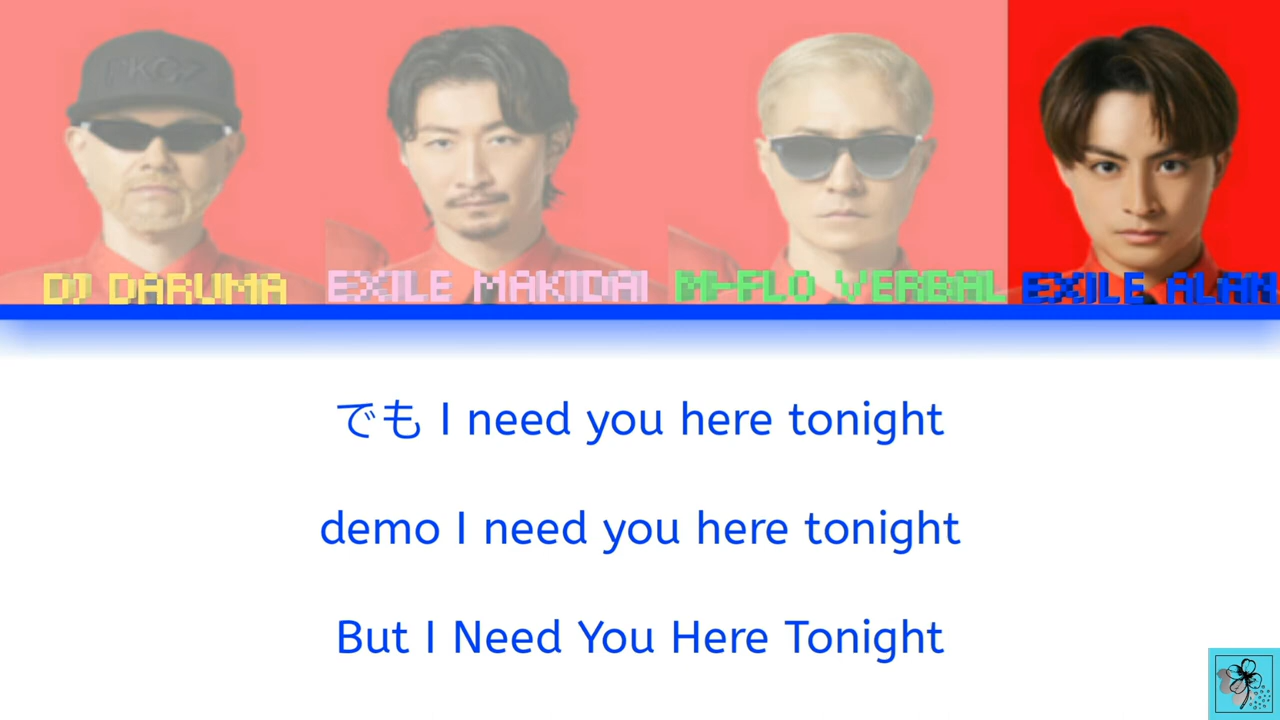 DJ DARUMA
EXILE MAKIDAI
M-FLO VERBAL
EXILE ALAN
でも I need you here tonight
demo I need you here tonight
But I Need You Here Tonight